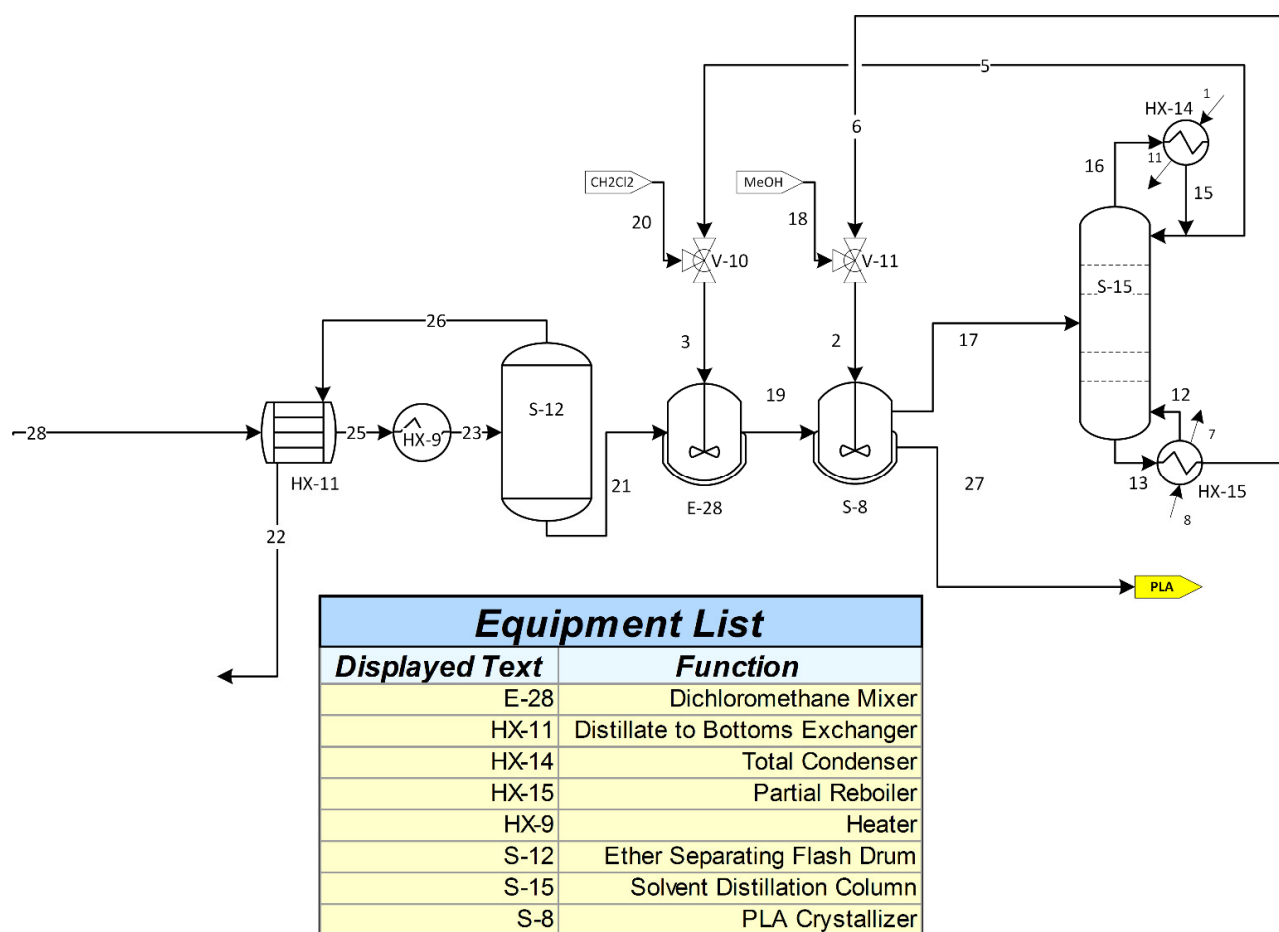 5
1
HX-14
6
11
16
15
CH2Cl2
MeOH
20
18
V-10
V-11
S-15
26
3
2
17
S-12
19
12
7
28
25
HX-9
23
HX-11
21
E-28
S-8
27
13
HX-15
8
22
PLA
Equipment List
Displayed Text Function
E-28 Dichloromethane Mixer
HX-11 Distillate to Bottoms Exchanger
HX-14 Total Condenser
HX-15 Partial Reboiler
HX-9 Heater
S-12 Ether Separating Flash Drum
S-15 Solvent Distillation Column
S-8 PLA Crystallizer